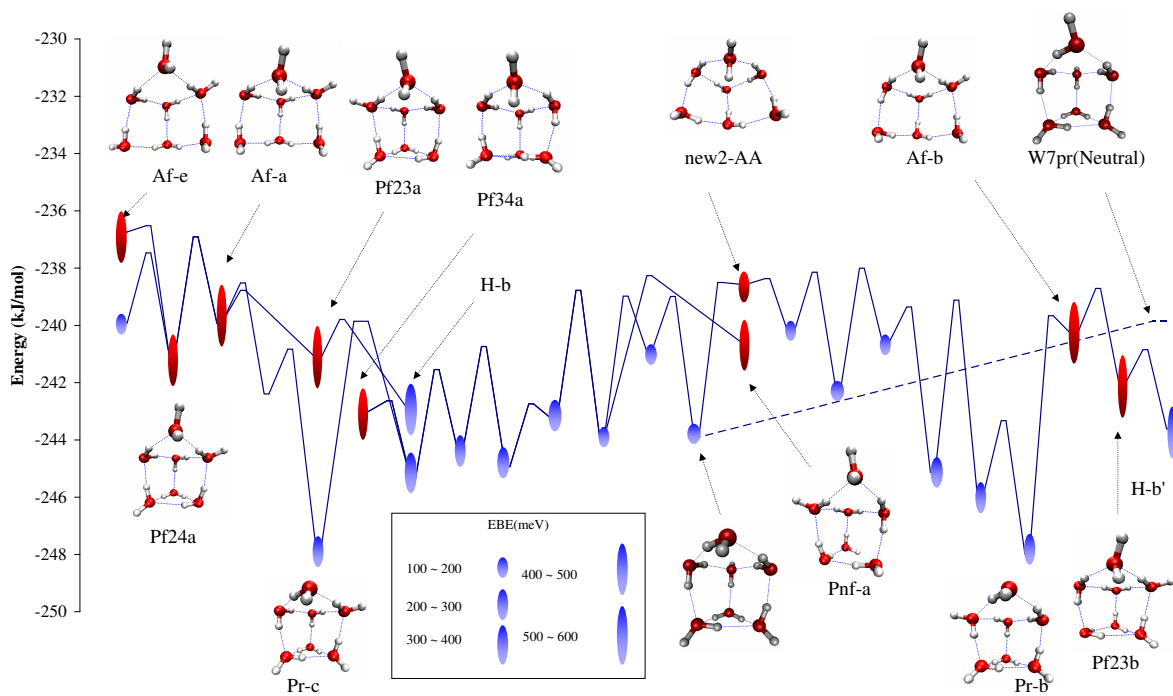 -230
-232
-234
-236
-238
-240
-242
-244
-246
-248
-250
Energy (kJ/mol)
Af-e
Af-a
Pf23a
Pf34a
new2-AA
Af-b
W7pr(Neutral)
H-b
Pf24a
Pr-c
EBE(meV)
100 ~ 200
200 ~ 300
300 ~ 400
400 ~ 500
500 ~ 600
Pnf-a
Pr-b
Pf23b
H-b'